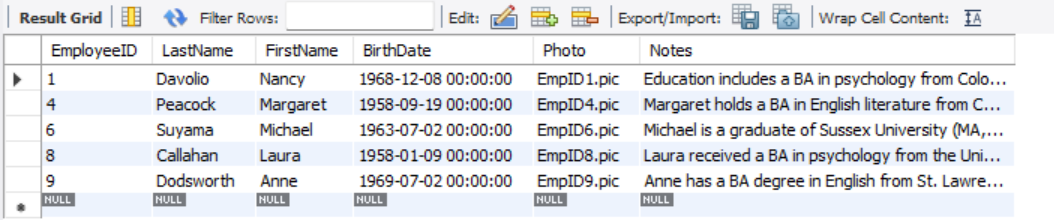 Result Grid Filter Rows: Edit: Export/Import: Wrap Cell Content: IA
EmployeeID LastName FirstName BirthDate Photo Notes
1 Davolio Nancy 1968-12-08 00:00:00 EmpID1.pic Education includes a BA in psychology from Colo...
4 Peacock Margaret 1958-09-19 00:00:00 EmpID4.pic Margaret holds a BA in English literature from C...
6 Suyama Michael 1963-07-02 00:00:00 EmpID6.pic Michael is a graduate of Sussex University (MA,...
8 Callahan Laura 1958-01-09 00:00:00 EmpID8.pic Laura received a BA in psychology from the Uni...
9 Dodsworth Anne 1969-07-02 00:00:00 EmpID9.pic Anne has a BA degree in English from St. Lawre...
NULL NULL NULL NULL NULL NULL